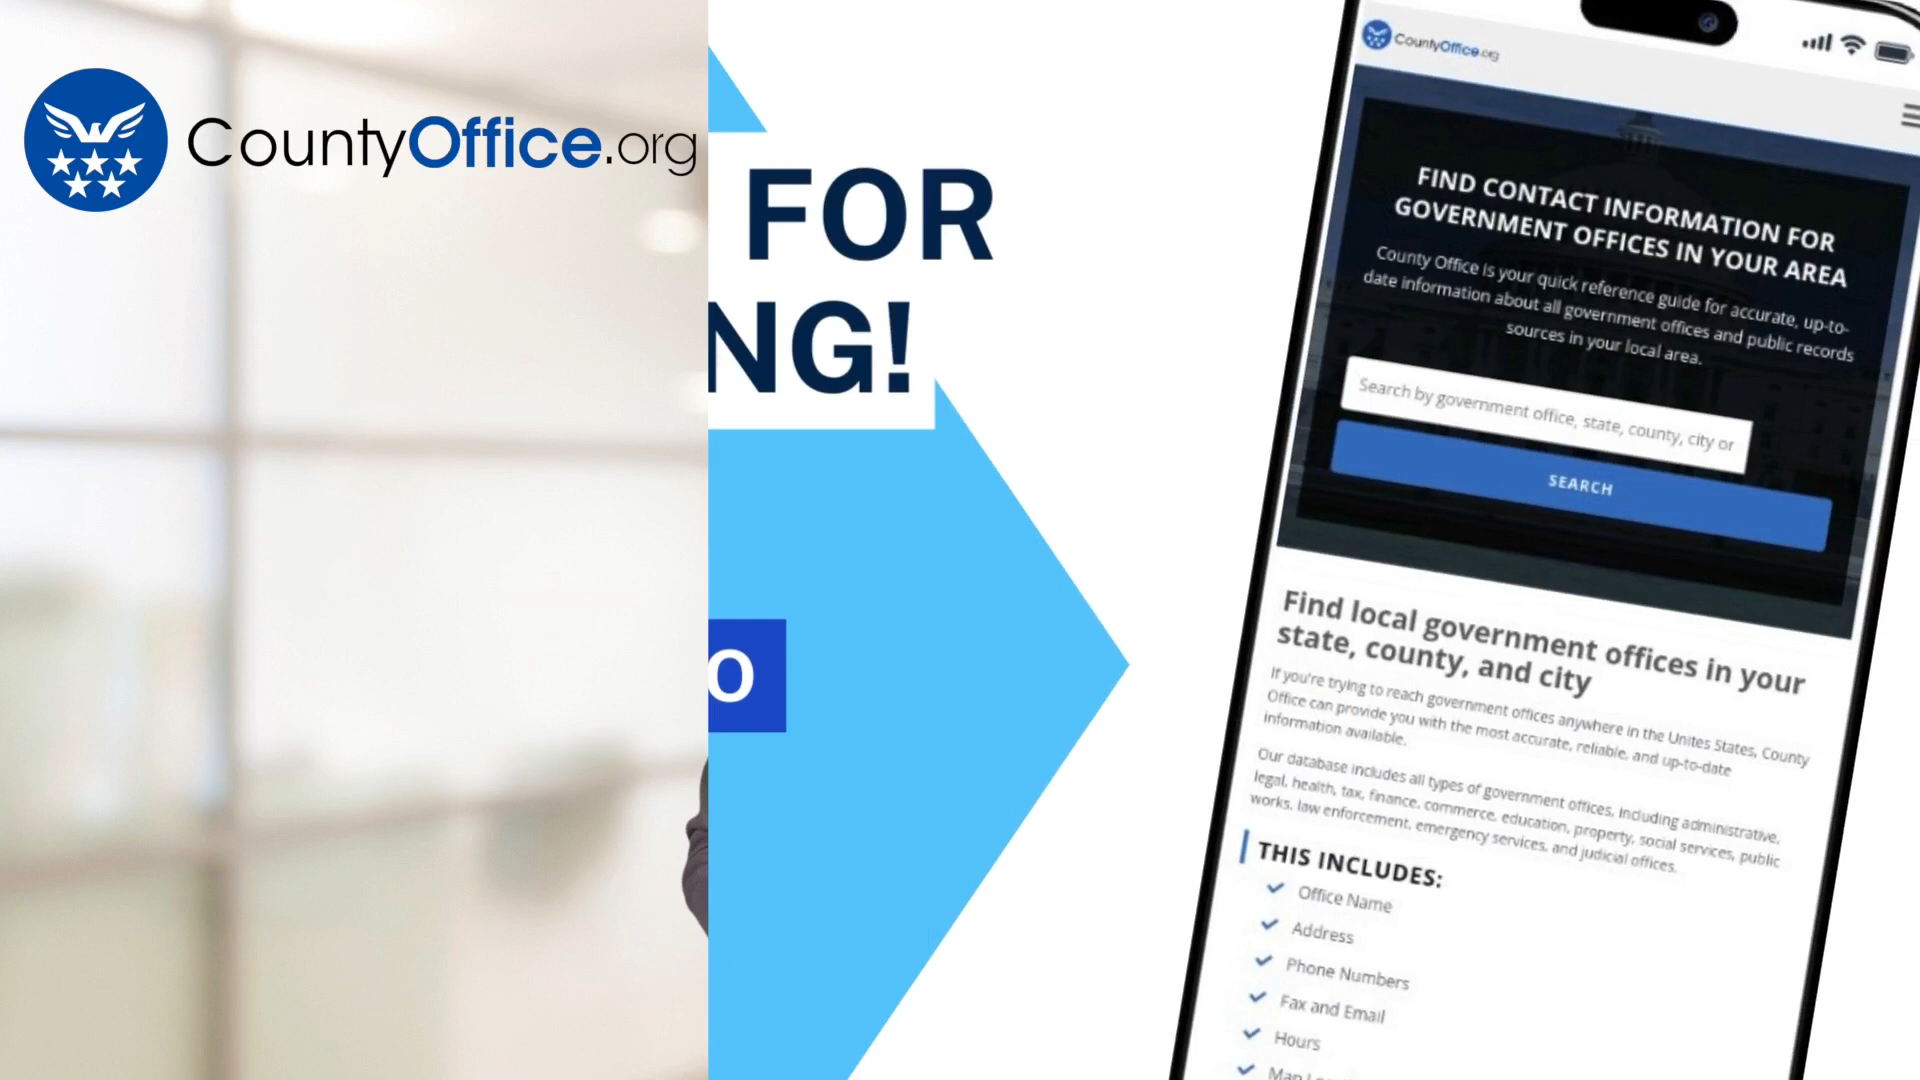 CountyOffice.org
FOR
NG!
O
CountyOffice.org
FIND CONTACT INFORMATION FOR
GOVERNMENT OFFICES IN YOUR AREA
County Office is your quick reference guide for accurate, up-to-
date information about all government offices and public records
sources in your local area.
Search by government office, state, county, city or
SEARCH
Find local government offices in your
state, county, and city
If you're trying to reach government offices anywhere in the Unites States, County
Office can provide you with the most accurate, reliable, and up-to-date
information available.
Our database includes all types of government offices, including administrative,
legal, health, tax, finance, commerce, education, property, social services, public
works, law enforcement, emergency services, and judicial offices.
THIS INCLUDES:
Office Name
Address
Phone Numbers
Fax and Email
Hours
Map